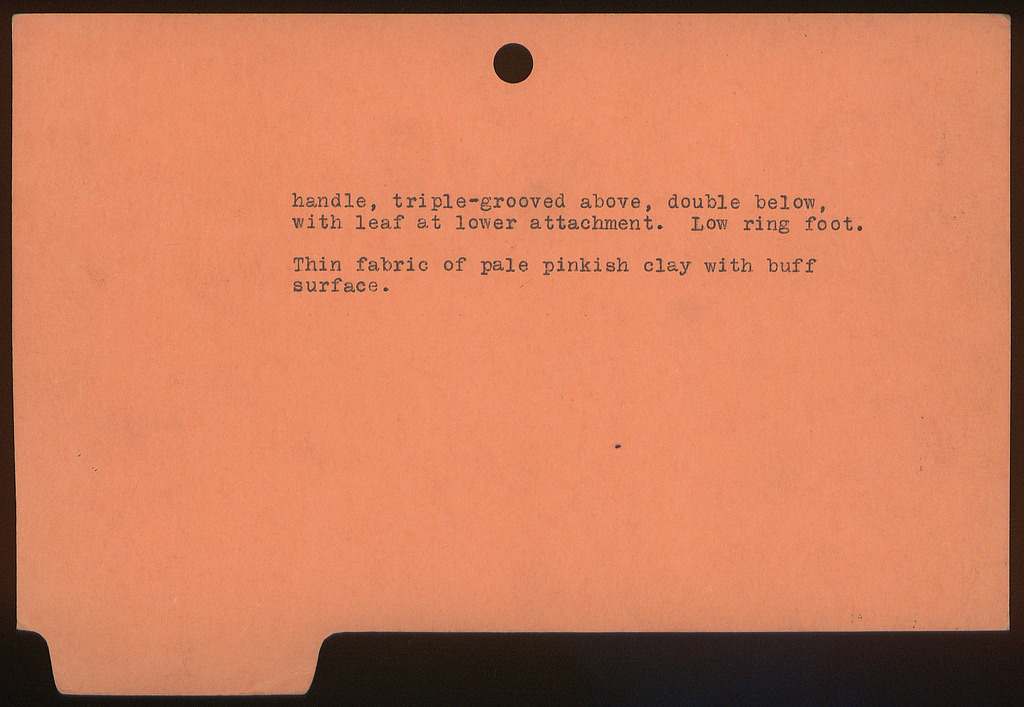 handle, triple-grooved above, double below,
with leaf at lower attachment.  Low ring foot.
Thin fabric of pale pinkish clay with buff
surface.